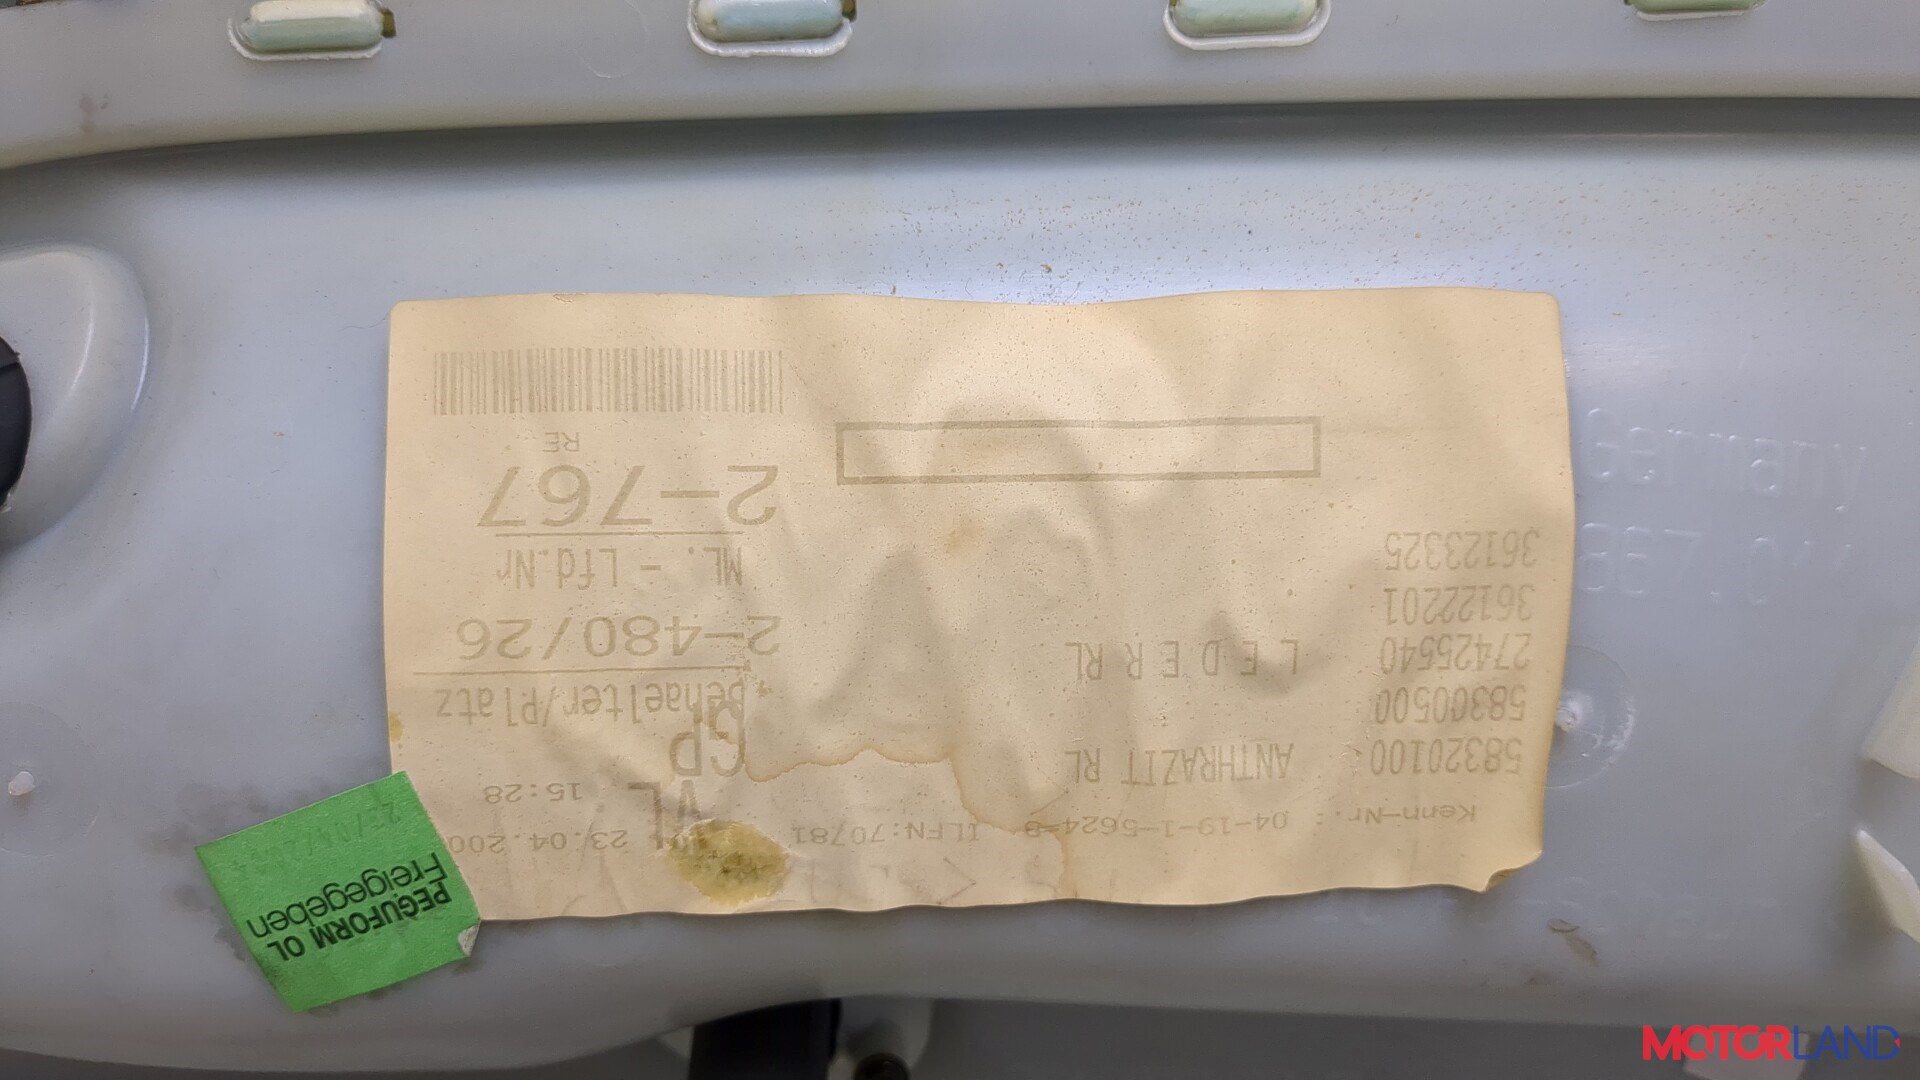 Kenn-Nr.: 04-19-1-5624-8 ILFN:70781 23.04.200
15:28
VL
GP
58320100 ANTHRAZIT RL
58300500
27425540 L E D E R RL
36122201
36123325
Behaelter/Platz
2-480/26
ML. - Lfd.Nr
2-767
RE
PEGUFORM OL
Freigegeben
Germany
867
MOTORLAND